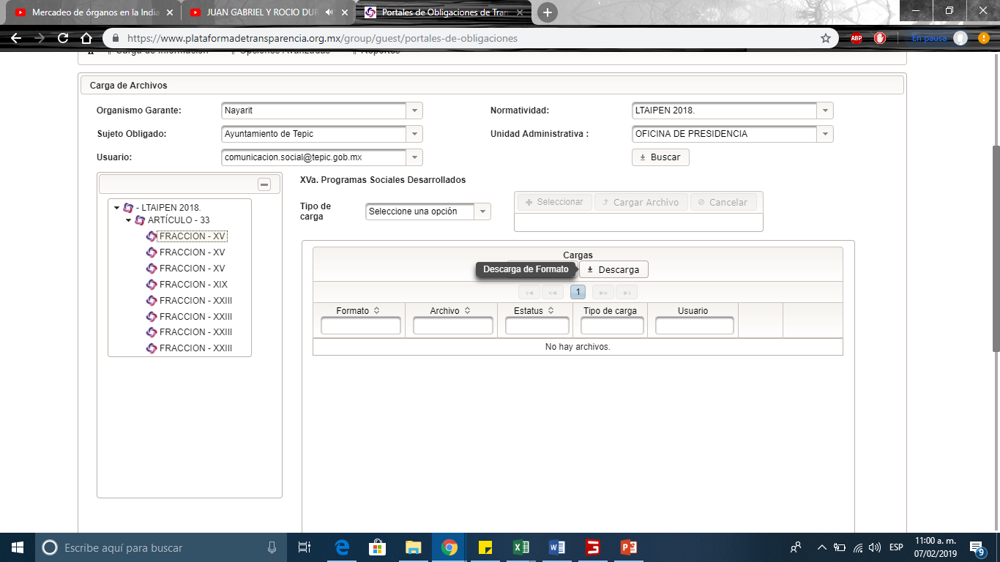 Mercadeo de órganos en la India
JUAN GABRIEL Y ROCIO DUR
Portales de Obligaciones de Tran
https://www.plataformadetransparencia.org.mx/group/guest/portales-de-obligaciones
ABP
En pausa
Carga de Información
Opciones Avanzadas
Reportes
Carga de Archivos
Organismo Garante: Nayarit Normatividad: LTAIPEN 2018.
Sujeto Obligado: Ayuntamiento de Tepic Unidad Administrativa : OFICINA DE PRESIDENCIA
Usuario: comunicacion.social@tepic.gob.mx Buscar
XVa. Programas Sociales Desarrollados
- LTAIPEN 2018.
ARTÍCULO - 33
FRACCION - XV
FRACCION - XV
FRACCION - XV
FRACCION - XIX
FRACCION - XXIII
FRACCION - XXIII
FRACCION - XXIII
FRACCION - XXIII
Tipo de
carga
Seleccione una opción
Seleccionar Cargar Archivo Cancelar
Cargas
Descarga de Formato Descarga
1
Formato Archivo Estatus Tipo de carga Usuario
No hay archivos.
Escribe aquí para buscar
ESP
11:00 a. m.
07/02/2019
9